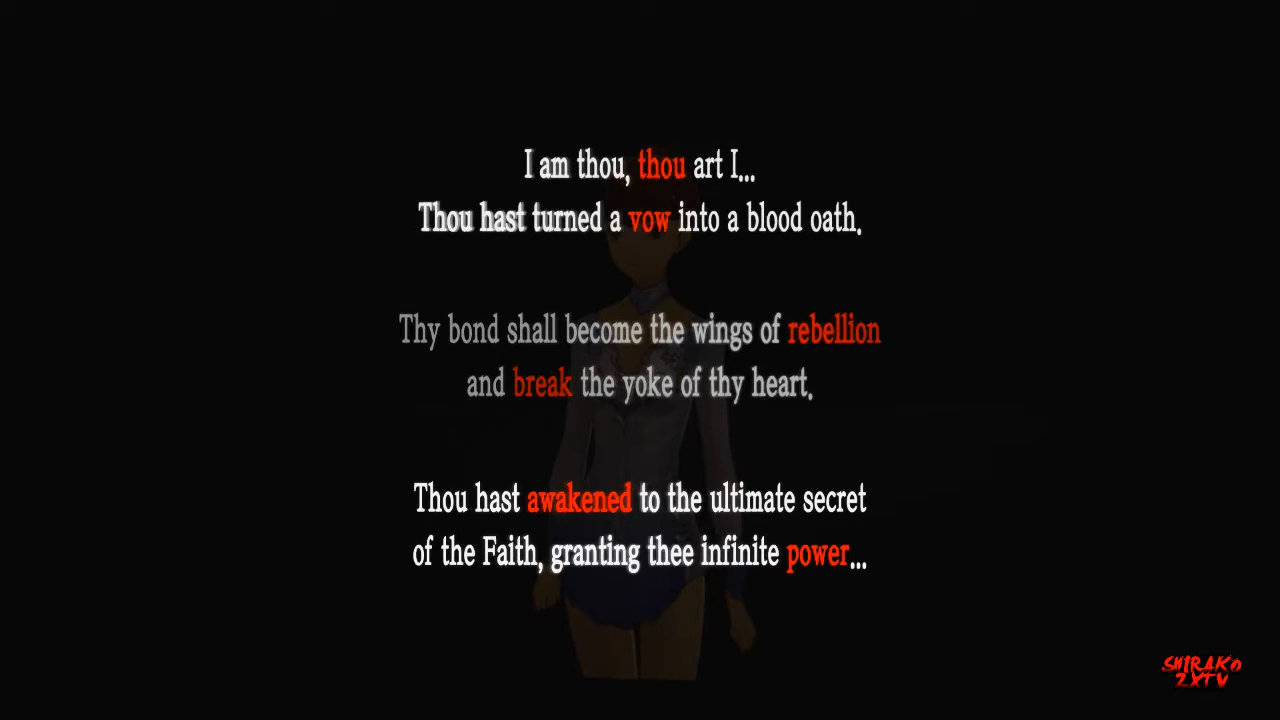 I am thou, thou art I...
Thou hast turned a vow into a blood oath.
Thy bond shall become the wings of rebellion
and break the yoke of thy heart.
Thou hast awakened to the ultimate secret
of the Faith, granting thee infinite power...
SHIRAKO
ZXTV